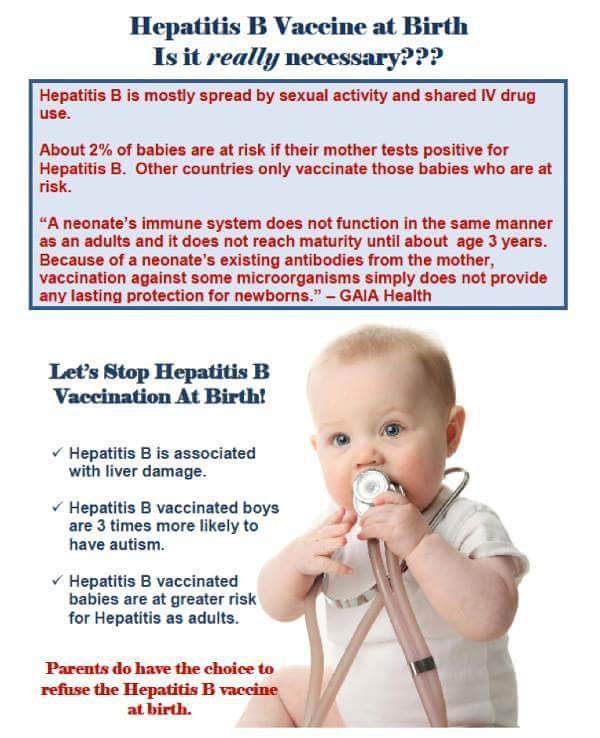 Hepatitis B Vaccine at Birth
Is it really necessary???
Hepatitis B is mostly spread by sexual activity and shared IV drug
use.
About 2% of babies are at risk if their mother tests positive for
Hepatitis B. Other countries only vaccinate those babies who are at
risk.
“A neonate’s immune system does not function in the same manner
as an adults and it does not reach maturity until about age 3 years.
Because of a neonate’s existing antibodies from the mother,
vaccination against some microorganisms simply does not provide
any lasting protection for newborns.” – GAIA Health
Let’s Stop Hepatitis B
Vaccination At Birth!
✓ Hepatitis B is associated
with liver damage.
✓ Hepatitis B vaccinated boys
are 3 times more likely to
have autism.
✓ Hepatitis B vaccinated
babies are at greater risk
for Hepatitis as adults.
Parents do have the choice to
refuse the Hepatitis B vaccine
at birth.